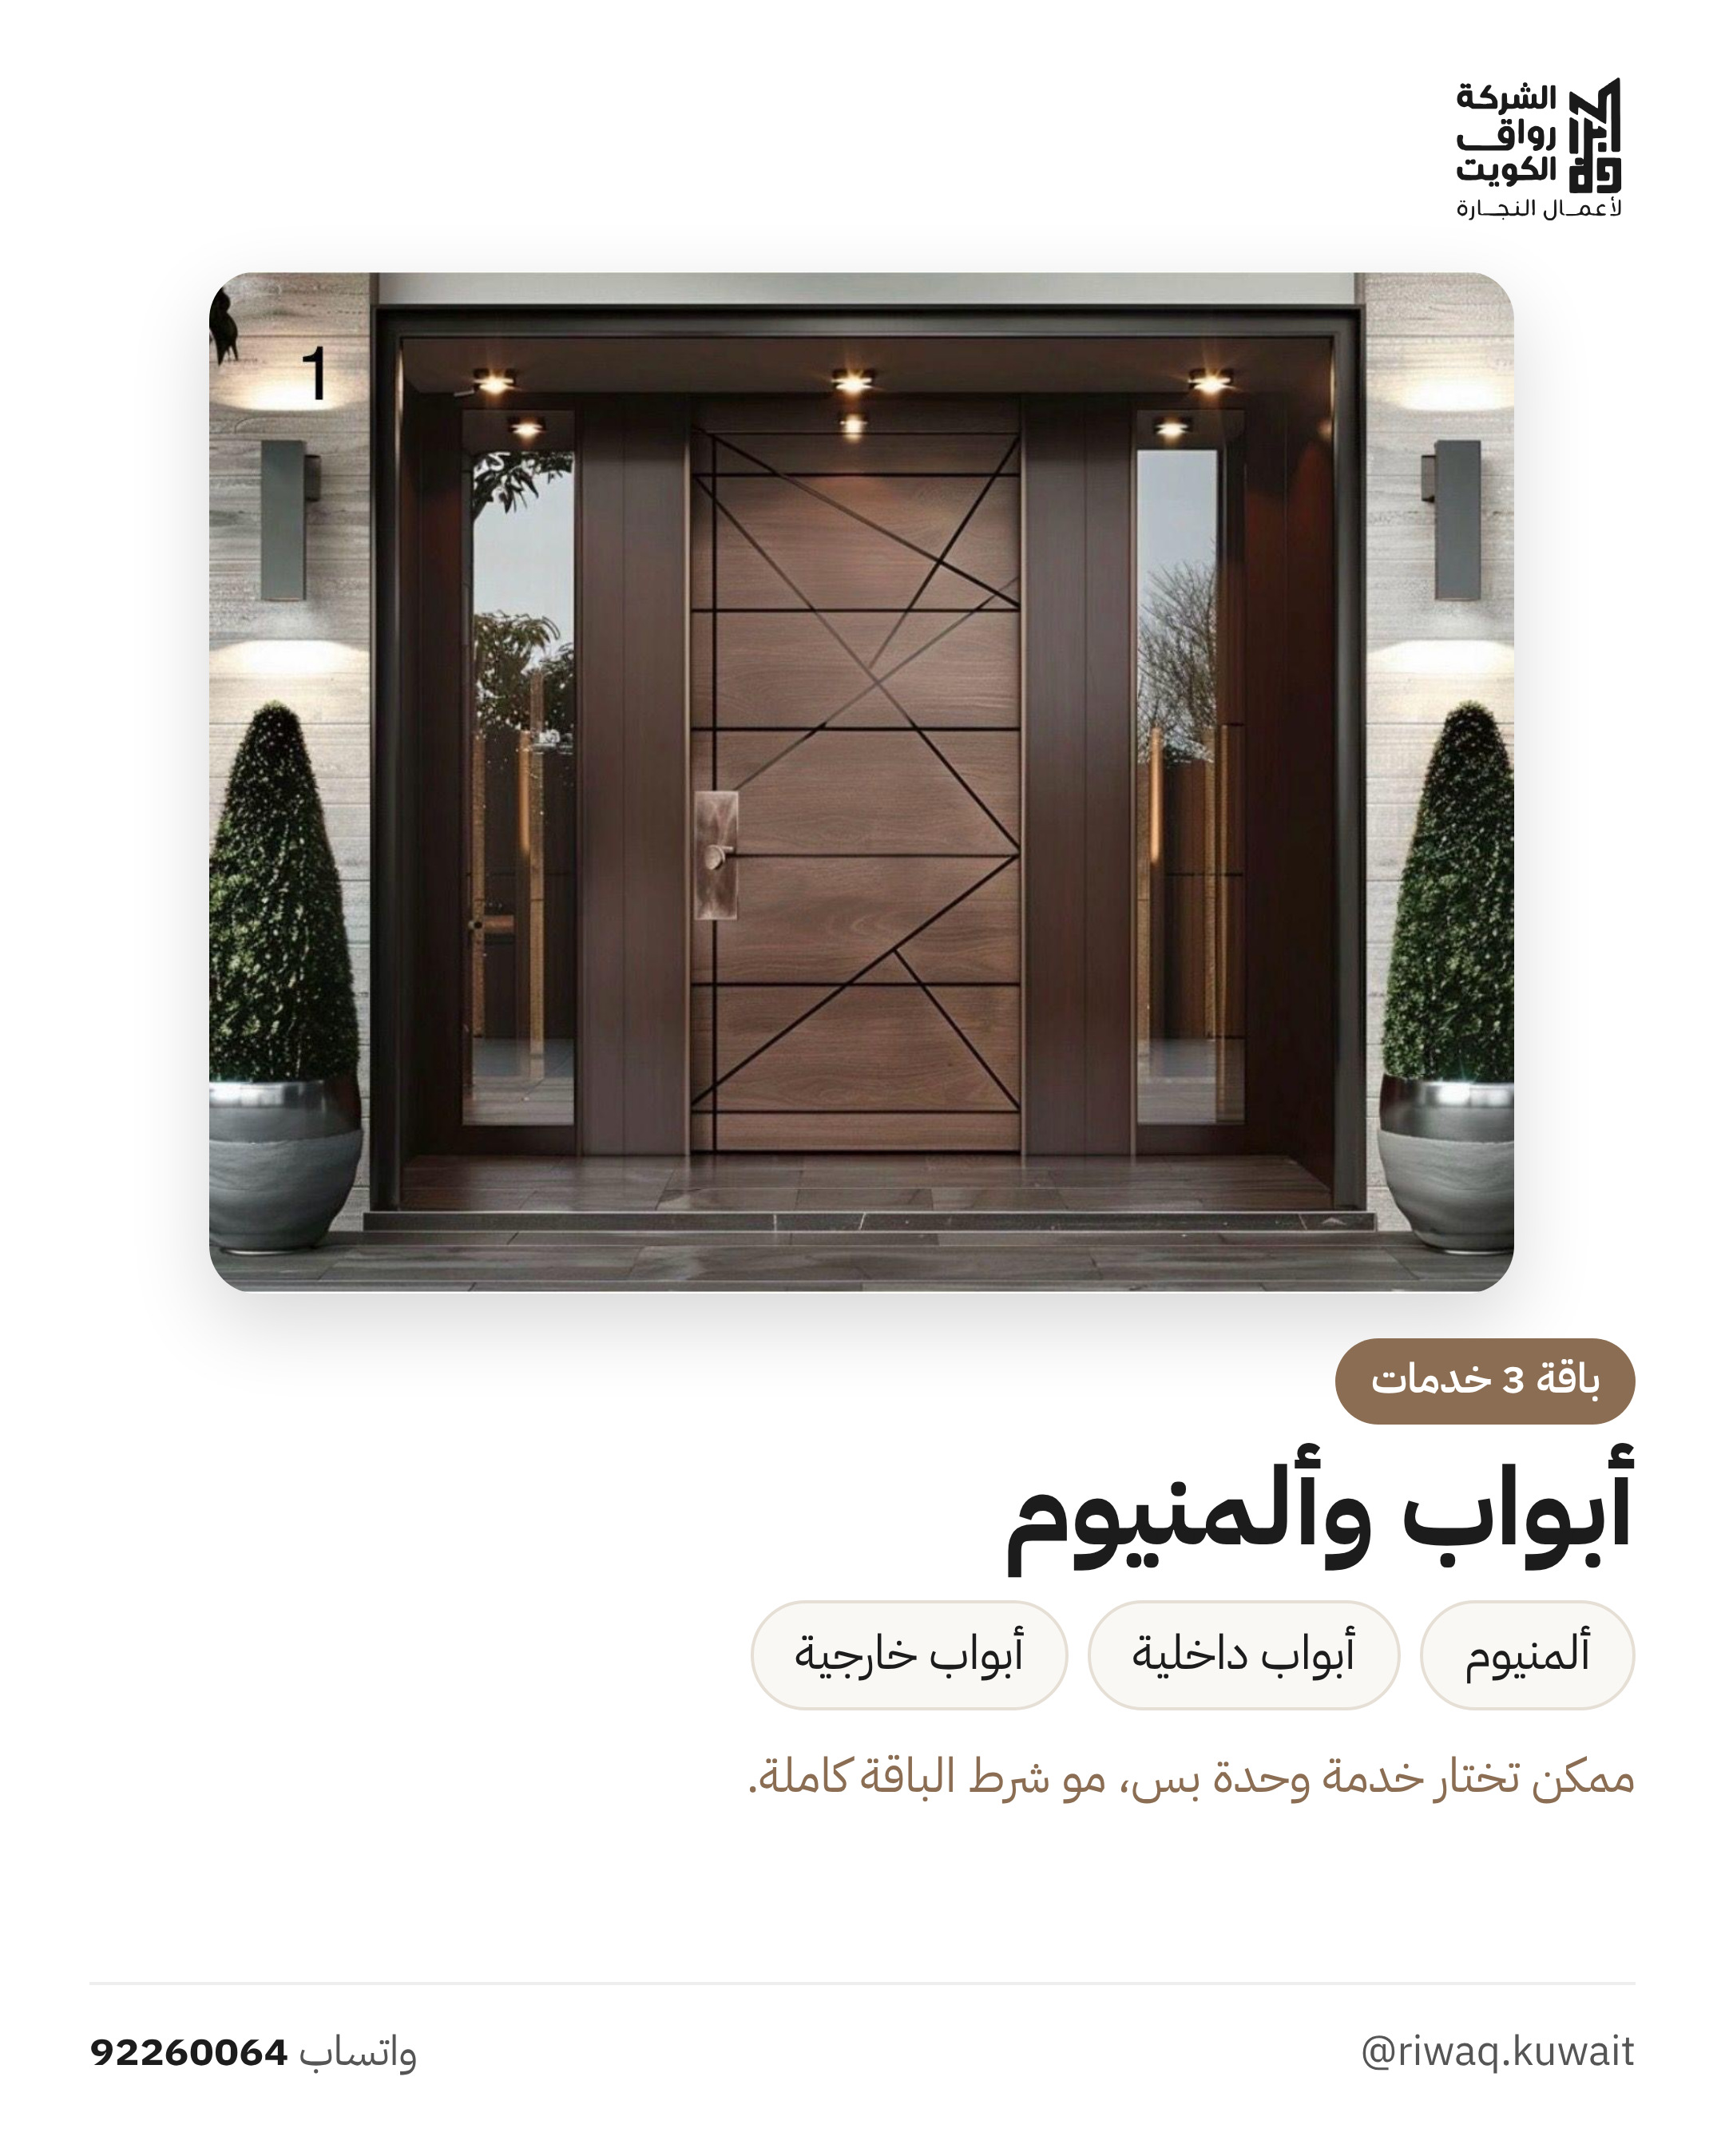 الشركة
رواق
الكويت
لأعمال النجارة
1
باقة 3 خدمات
أبواب وألمنيوم
ألمنيوم
أبواب داخلية
أبواب خارجية
ممكن تختار خدمة وحدة بس، مو شرط الباقة كاملة.
@riwaq.kuwait
واتساب 92260064